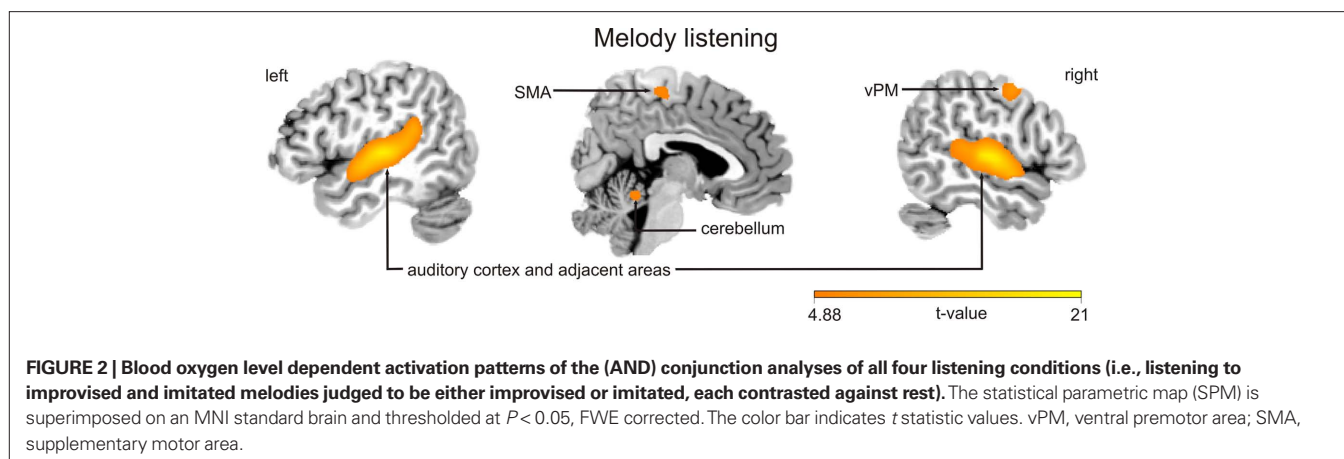 Melody listening
left
SMA
vPM
right
cerebellum
auditory cortex and adjacent areas
4.88
t-value
21
FIGURE 2 | Blood oxygen level dependent activation patterns of the (AND) conjunction analyses of all four listening conditions (i.e., listening to
improvised and imitated melodies judged to be either improvised or imitated, each contrasted against rest). The statistical parametric map (SPM) is
superimposed on an MNI standard brain and thresholded at P < 0.05, FWE corrected. The color bar indicates t statistic values. vPM, ventral premotor area; SMA,
supplementary motor area.